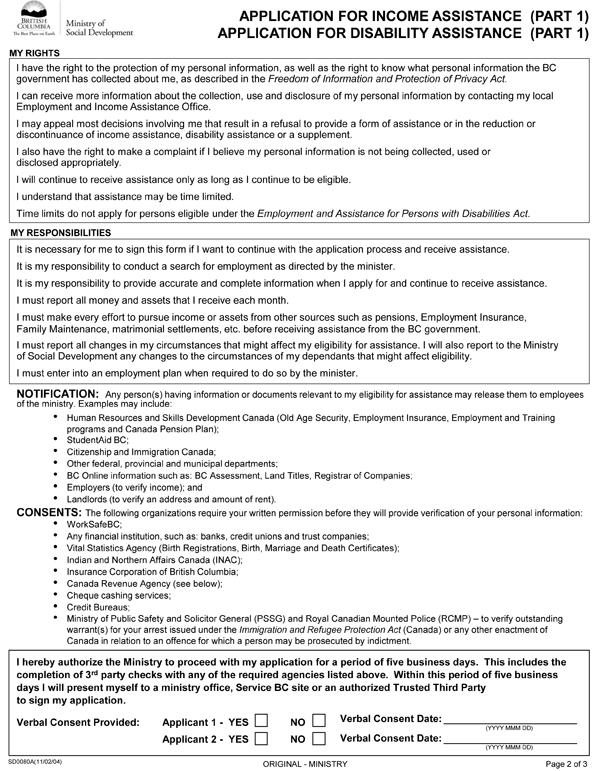 BRITISH
COLUMBIA
The Best Place on Earth
Ministry of
Social Development
APPLICATION FOR INCOME ASSISTANCE (PART 1)
APPLICATION FOR DISABILITY ASSISTANCE (PART 1)
MY RIGHTS
I have the right to the protection of my personal information, as well as the right to know what personal information the BC
government has collected about me, as described in the Freedom of Information and Protection of Privacy Act.
I can receive more information about the collection, use and disclosure of my personal information by contacting my local
Employment and Income Assistance Office.
I may appeal most decisions involving me that result in a refusal to provide a form of assistance or in the reduction or
discontinuance of income assistance, disability assistance or a supplement.
I also have the right to make a complaint if I believe my personal information is not being collected, used or
disclosed appropriately.
I will continue to receive assistance only as long as I continue to be eligible.
I understand that assistance may be time limited.
Time limits do not apply for persons eligible under the Employment and Assistance for Persons with Disabilities Act.
MY RESPONSIBILITIES
It is necessary for me to sign this form if I want to continue with the application process and receive assistance.
It is my responsibility to conduct a search for employment as directed by the minister.
It is my responsibility to provide accurate and complete information when I apply for and continue to receive assistance.
I must report all money and assets that I receive each month.
I must make every effort to pursue income or assets from other sources such as pensions, Employment Insurance,
Family Maintenance, matrimonial settlements, etc. before receiving assistance from the BC government.
I must report all changes in my circumstances that might affect my eligibility for assistance. I will also report to the Ministry
of Social Development any changes to the circumstances of my dependants that might affect eligibility.
I must enter into an employment plan when required to do so by the minister.
NOTIFICATION: Any person(s) having information or documents relevant to my eligibility for assistance may release them to employees
of the ministry. Examples may include:
• Human Resources and Skills Development Canada (Old Age Security, Employment Insurance, Employment and Training
programs and Canada Pension Plan);
• StudentAid BC;
• Citizenship and Immigration Canada;
• Other federal, provincial and municipal departments;
• BC Online information such as: BC Assessment, Land Titles, Registrar of Companies;
• Employers (to verify income); and
• Landlords (to verify an address and amount of rent).
CONSENTS: The following organizations require your written permission before they will provide verification of your personal information:
• WorkSafeBC;
• Any financial institution, such as: banks, credit unions and trust companies;
• Vital Statistics Agency (Birth Registrations, Birth, Marriage and Death Certificates);
• Indian and Northern Affairs Canada (INAC);
• Insurance Corporation of British Columbia;
• Canada Revenue Agency (see below);
• Cheque cashing services;
• Credit Bureaus;
• Ministry of Public Safety and Solicitor General (PSSG) and Royal Canadian Mounted Police (RCMP) – to verify outstanding
warrant(s) for your arrest issued under the Immigration and Refugee Protection Act (Canada) or any other enactment of
Canada in relation to an offence for which a person may be prosecuted by indictment.
I hereby authorize the Ministry to proceed with my application for a period of five business days. This includes the
completion of 3rd party checks with any of the required agencies listed above. Within this period of five business
days I will present myself to a ministry office, Service BC site or an authorized Trusted Third Party
to sign my application.
Verbal Consent Provided: Applicant 1 - YES NO Verbal Consent Date:
(YYYY MMM DD)
Applicant 2 - YES NO Verbal Consent Date:
(YYYY MMM DD)
SD0080A(11/02/04) ORIGINAL - MINISTRY Page 2 of 3